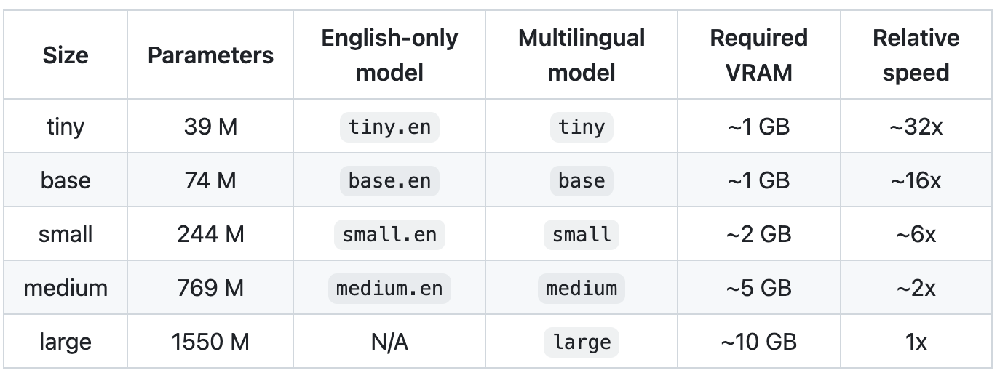 Size Parameters English-only model Multilingual model Required VRAM Relative speed
tiny 39 M tiny.en tiny ~1 GB ~32x
base 74 M base.en base ~1 GB ~16x
small 244 M small.en small ~2 GB ~6x
medium 769 M medium.en medium ~5 GB ~2x
large 1550 M N/A large ~10 GB 1x